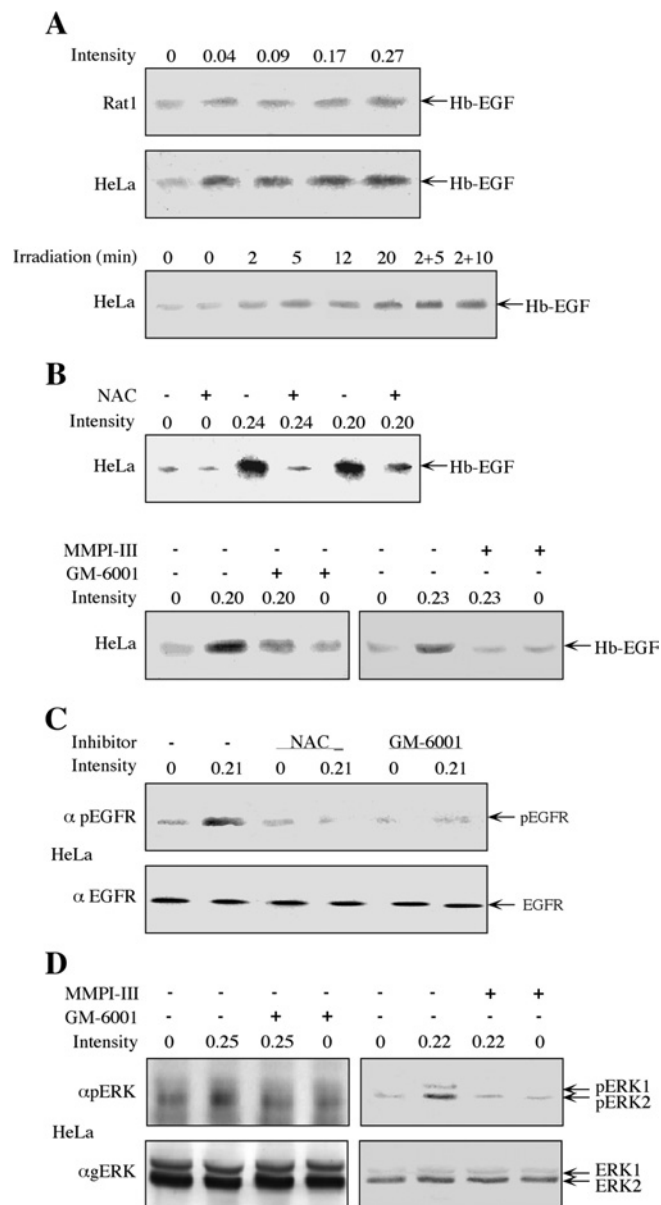 A
Intensity 0 0.04 0.09 0.17 0.27
Rat1 Hb-EGF
HeLa Hb-EGF
Irradiation (min) 0 0 2 5 12 20 2+5 2+10
HeLa Hb-EGF
B
NAC - + - + - +
Intensity 0 0 0.24 0.24 0.20 0.20
HeLa Hb-EGF
MMPI-III - - - - - - + +
GM-6001 - - + + - - - -
Intensity 0 0.20 0.20 0 0 0.23 0.23 0
HeLa Hb-EGF
C
Inhibitor - - NAC _ GM-6001
Intensity 0 0.21 0 0.21 0 0.21
α pEGFR pEGFR
HeLa
α EGFR EGFR
D
MMPI-III - - - - - - + +
GM-6001 - - + + - - - -
Intensity 0 0.25 0.25 0 0 0.22 0.22 0
αpERK pERK1
pERK2
HeLa
αgERK ERK1
ERK2